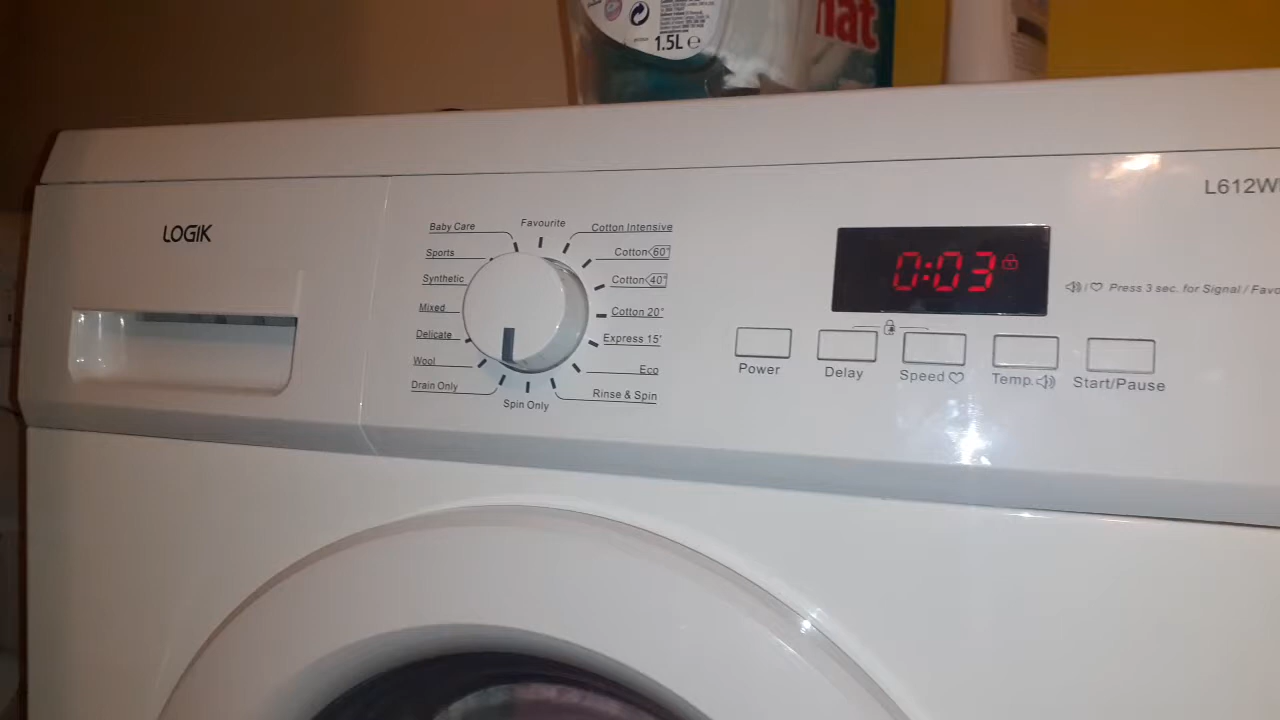 1.5L e
nat
L612W
LOGIK
Baby Care
Favourite
Cotton Intensive
Sports
Cotton 60°
Synthetic
Cotton 40°
Mixed
Cotton 20°
Delicate
Express 15'
Wool
Eco
Drain Only
Spin Only
Rinse & Spin
0:03
/ Press 3 sec. for Signal / Favo
Power
Delay
Speed
Temp.
Start/Pause